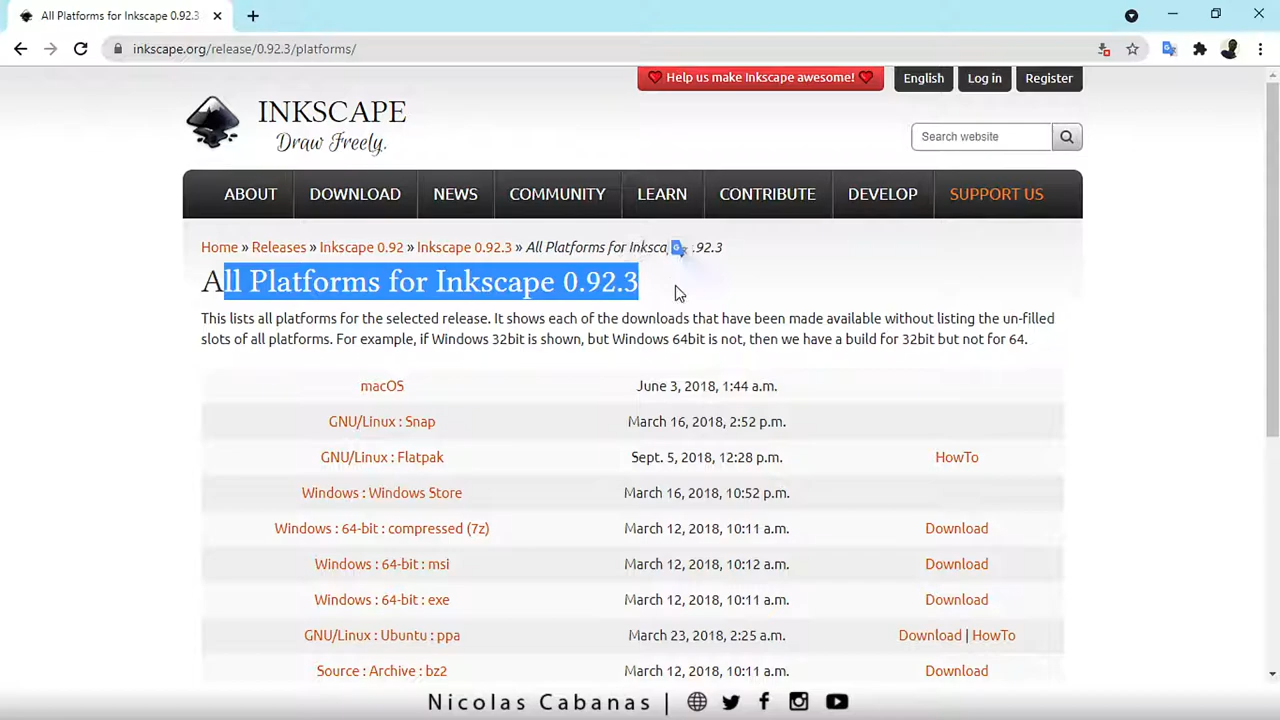 All Platforms for Inkscape 0.92.3
inkscape.org/release/0.92.3/platforms/
Help us make Inkscape awesome!
English
Log in
Register
INKSCAPE
Draw Freely.
Search website
ABOUT
DOWNLOAD
NEWS
COMMUNITY
LEARN
CONTRIBUTE
DEVELOP
SUPPORT US
Home » Releases » Inkscape 0.92 » Inkscape 0.92.3 » All Platforms for Inksca .92.3
All Platforms for Inkscape 0.92.3
This lists all platforms for the selected release. It shows each of the downloads that have been made available without listing the un-filled
slots of all platforms. For example, if Windows 32bit is shown, but Windows 64bit is not, then we have a build for 32bit but not for 64.
macOS June 3, 2018, 1:44 a.m.
GNU/Linux : Snap March 16, 2018, 2:52 p.m.
GNU/Linux : Flatpak Sept. 5, 2018, 12:28 p.m. HowTo
Windows : Windows Store March 16, 2018, 10:52 p.m.
Windows : 64-bit : compressed (7z) March 12, 2018, 10:11 a.m. Download
Windows : 64-bit : msi March 12, 2018, 10:12 a.m. Download
Windows : 64-bit : exe March 12, 2018, 10:11 a.m. Download
GNU/Linux : Ubuntu : ppa March 23, 2018, 2:25 a.m. Download | HowTo
Source : Archive : bz2 March 12, 2018, 10:11 a.m. Download
Nicolas Cabanas |